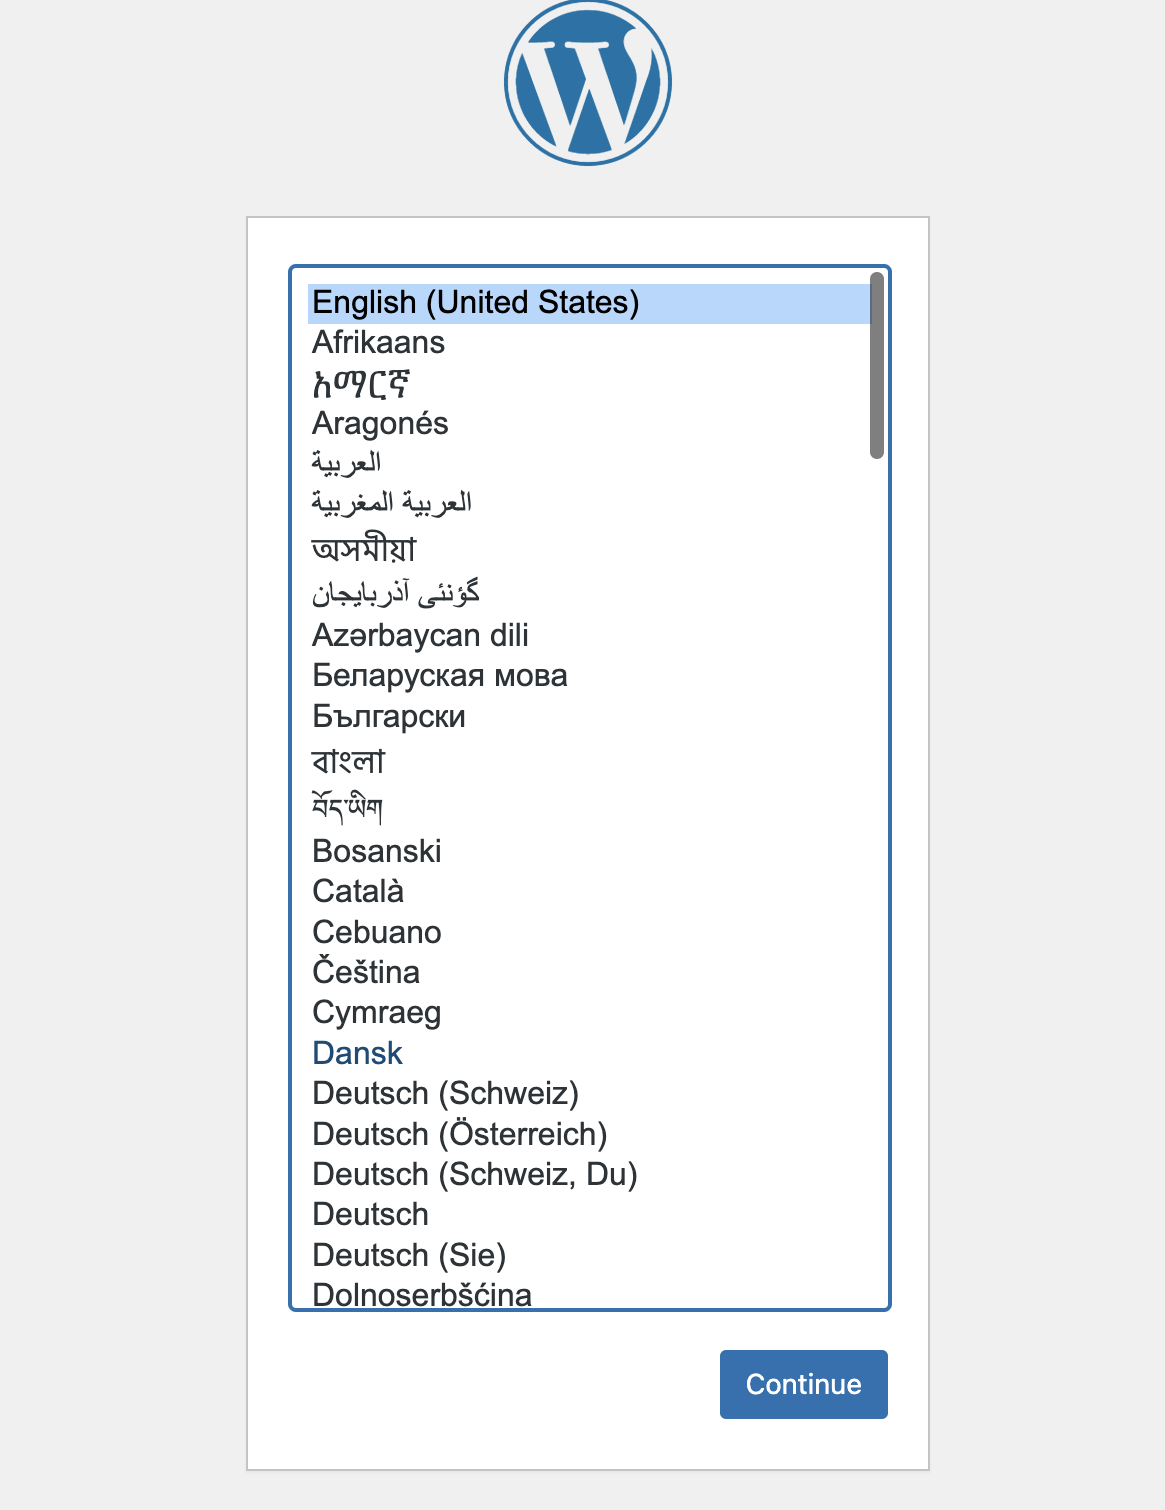 English (United States)
Afrikaans
አማርኛ
Aragonés
العربية
العربية المغربية
অসমীয়া
گؤنئی آذربایجان
Azərbaycan dili
Беларуская мова
Български
বাংলা
བོད་ཡིག
Bosanski
Català
Cebuano
Čeština
Cymraeg
Dansk
Deutsch (Schweiz)
Deutsch (Österreich)
Deutsch (Schweiz, Du)
Deutsch
Deutsch (Sie)
Dolnoserbšćina
Continue